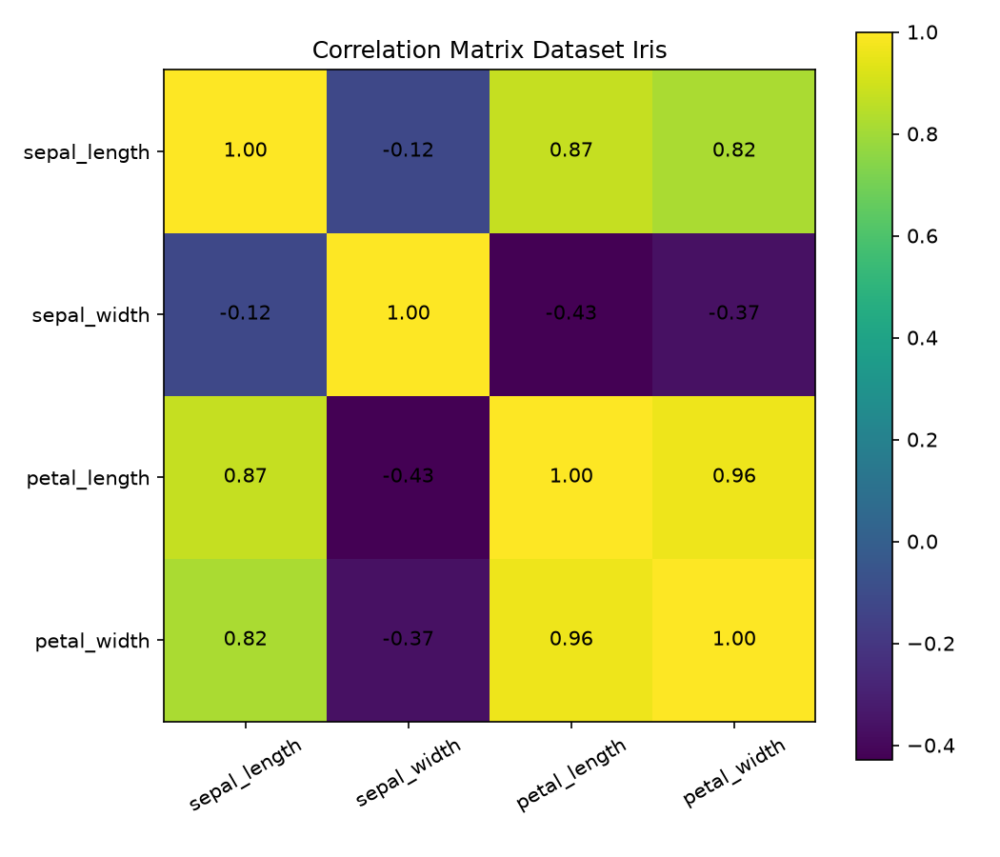 Correlation Matrix Dataset Iris
sepal_length 1.00 -0.12 0.87 0.82
sepal_width -0.12 1.00 -0.43 -0.37
petal_length 0.87 -0.43 1.00 0.96
petal_width 0.82 -0.37 0.96 1.00
sepal_length sepal_width petal_length petal_width
1.0
0.8
0.6
0.4
0.2
0.0
−0.2
−0.4